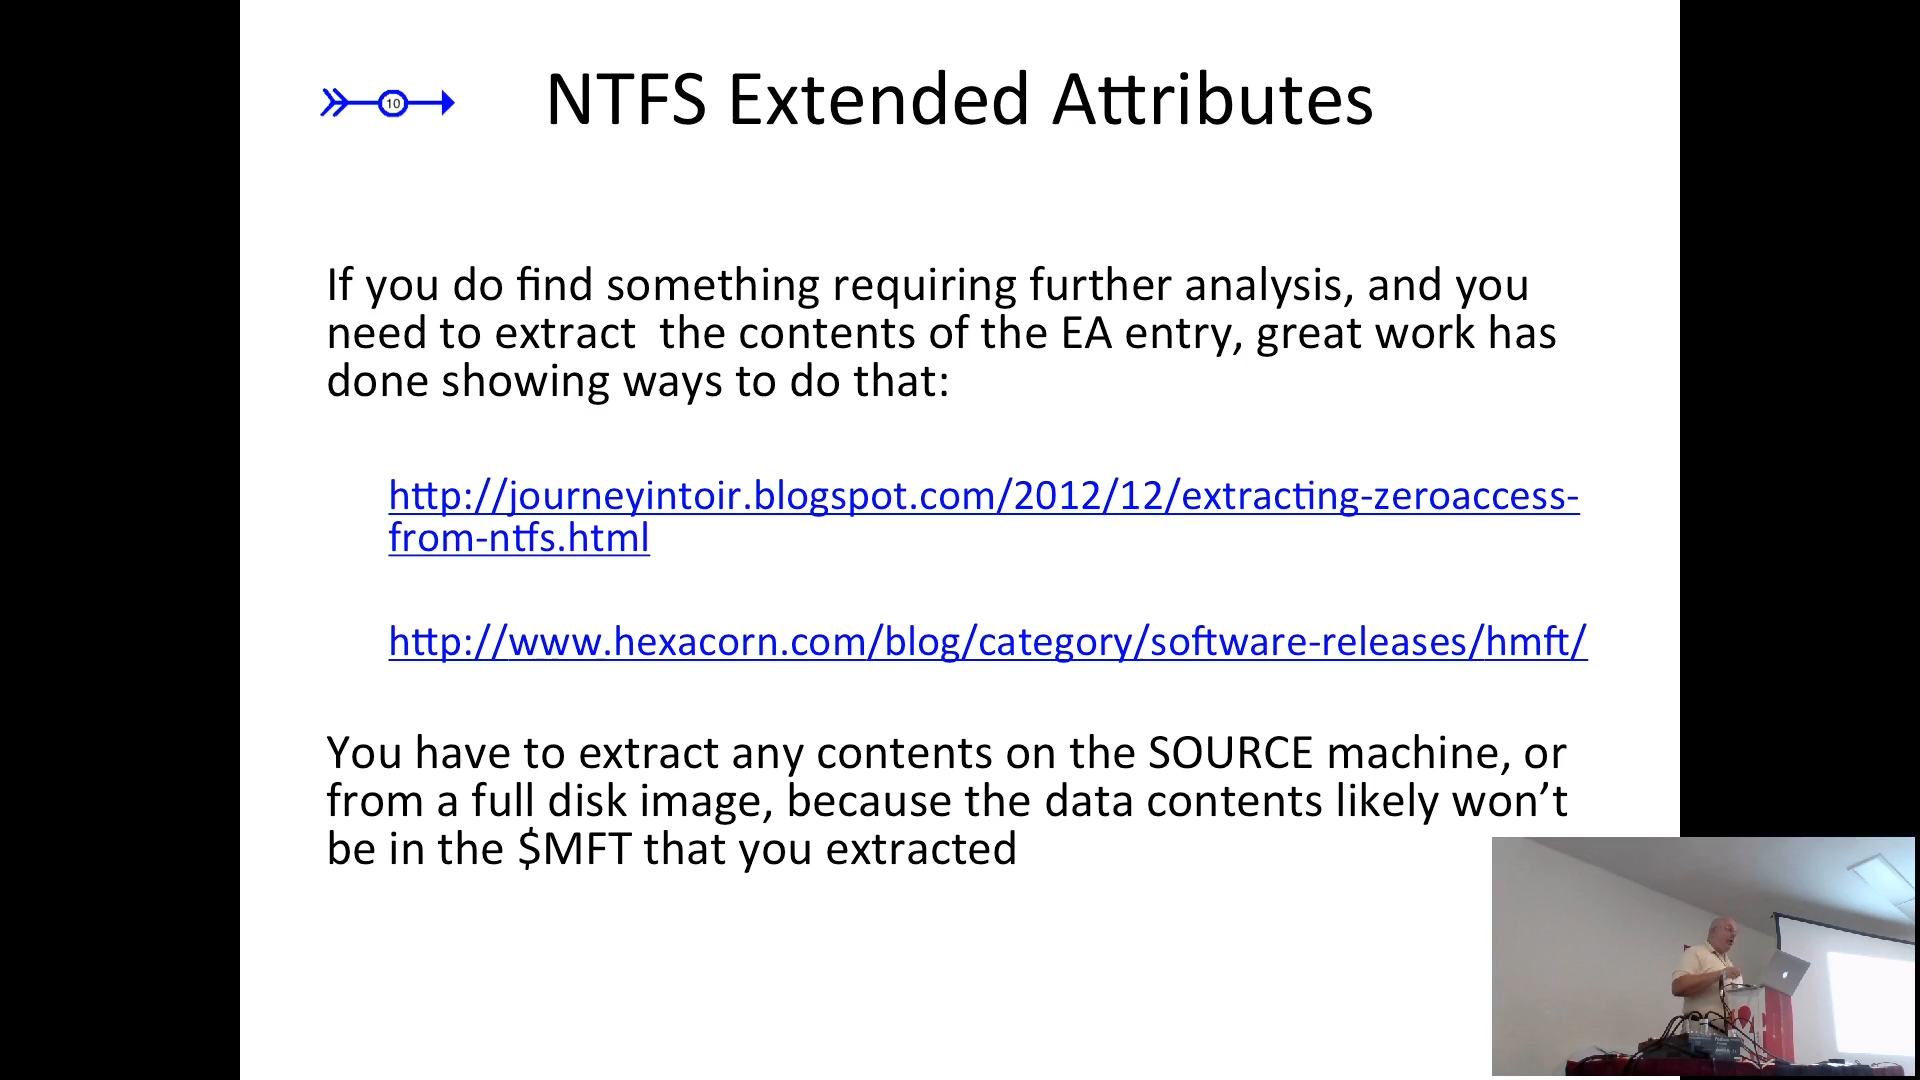 10
NTFS Extended Attributes
If you do find something requiring further analysis, and you
need to extract  the contents of the EA entry, great work has
done showing ways to do that:
http://journeyintoir.blogspot.com/2012/12/extracting-zeroaccess-
from-ntfs.html
http://www.hexacorn.com/blog/category/software-releases/hmft/
You have to extract any contents on the SOURCE machine, or
from a full disk image, because the data contents likely won’t
be in the $MFT that you extracted